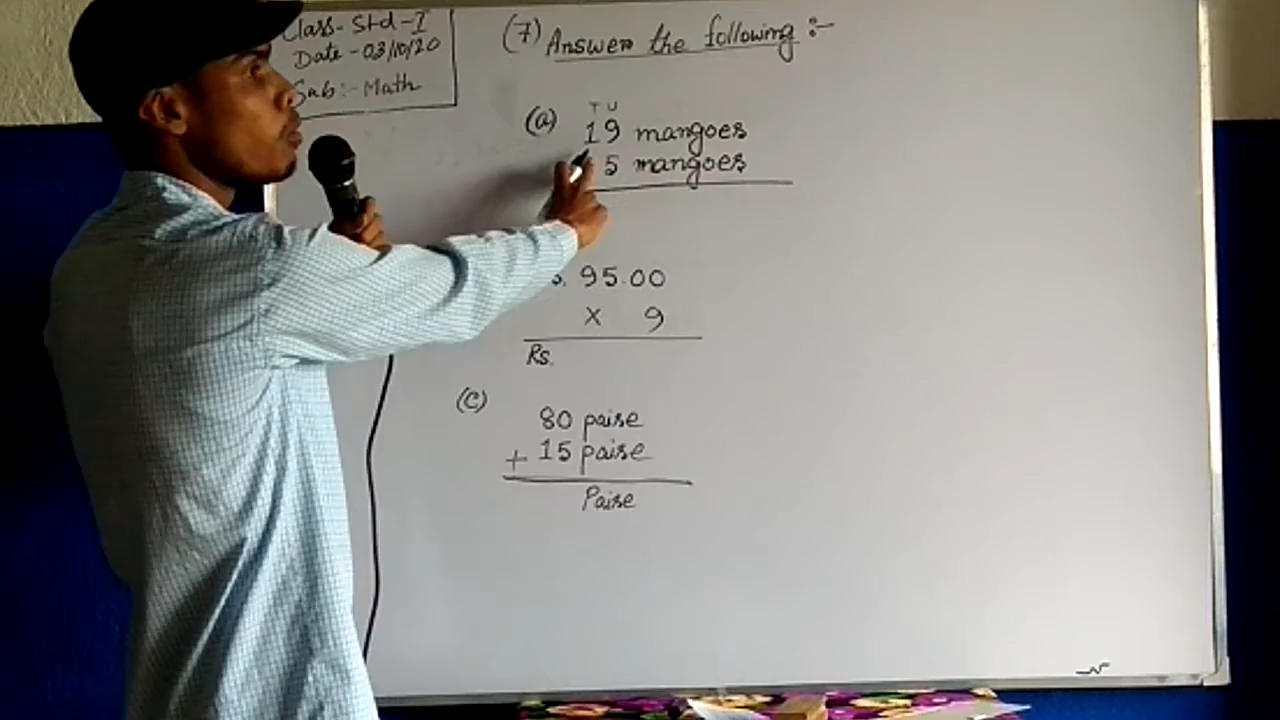 Class- Std-I
Date - 03/10/20
Sub:- Math
(7) Answer the following :-
(a)
T U
19 mangoes
5 mangoes
95.00
x 9
Rs.
(C)
80 paise
+ 15 paise
Paise